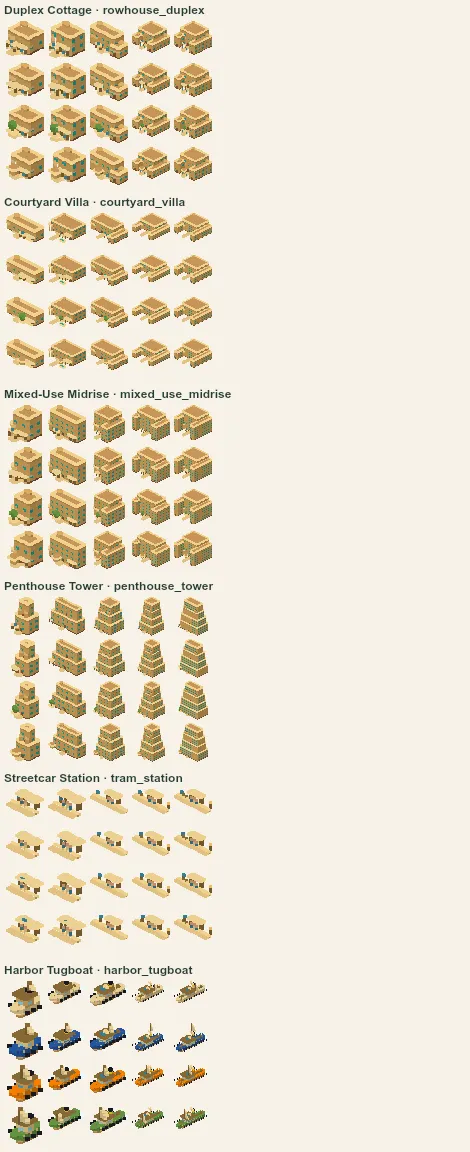 Duplex Cottage · rowhouse_duplex
Courtyard Villa · courtyard_villa
Mixed-Use Midrise · mixed_use_midrise
Penthouse Tower · penthouse_tower
Streetcar Station · tram_station
Harbor Tugboat · harbor_tugboat